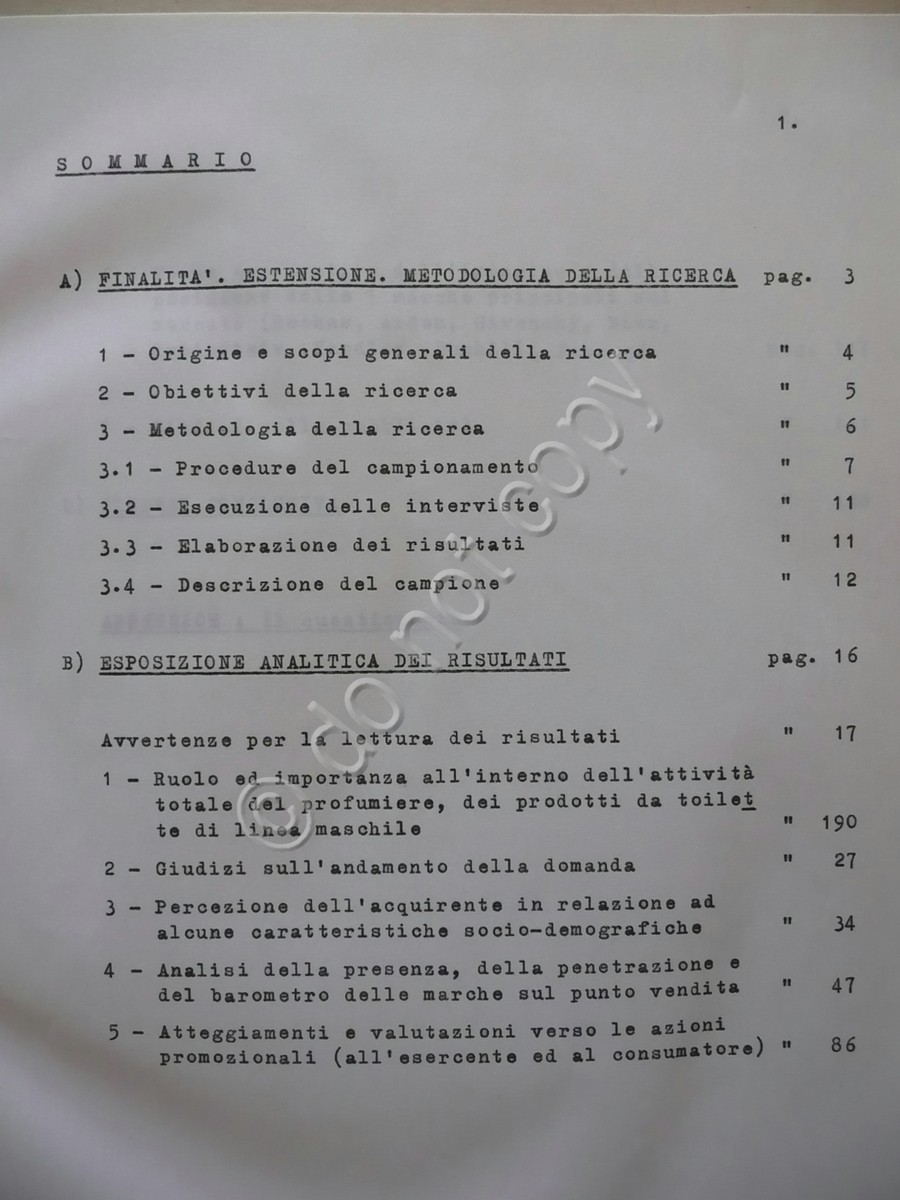 1.
S O M M A R I O
A) FINALITA'. ESTENSIONE. METODOLOGIA DELLA RICERCA pag. 3
1 - Origine e scopi generali della ricerca " 4
2 - Obiettivi della ricerca " 5
3 - Metodologia della ricerca " 6
3.1 - Procedure del campionamento " 7
3.2 - Esecuzione delle interviste " 11
3.3 - Elaborazione dei risultati " 11
3.4 - Descrizione del campione " 12
B) ESPOSIZIONE ANALITICA DEI RISULTATI pag. 16
Avvertenze per la lettura dei risultati " 17
1 - Ruolo ed importanza all'interno dell'attività
totale del profumiere, dei prodotti da toilet
te di linea maschile " 190
2 - Giudizi sull'andamento della domanda " 27
3 - Percezione dell'acquirente in relazione ad
alcune caratteristiche socio-demografiche " 34
4 - Analisi della presenza, della penetrazione e
del barometro delle marche sul punto vendita " 47
5 - Atteggiamenti e valutazioni verso le azioni
promozionali (all'esercente ed al consumatore) " 86
© do not copy